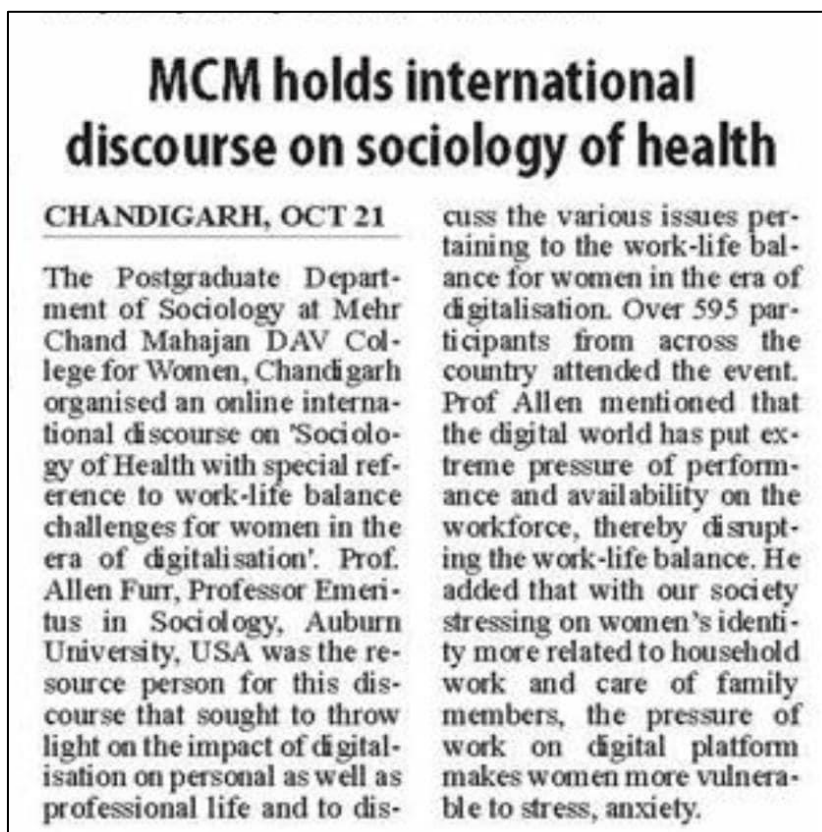 MCM holds international
discourse on sociology of health
CHANDIGARH, OCT 21
The Postgraduate Depart-
ment of Sociology at Mehr
Chand Mahajan DAV Col-
lege for Women, Chandigarh
organised an online interna-
tional discourse on 'Sociolo-
gy of Health with special ref-
erence to work-life balance
challenges for women in the
era of digitalisation'. Prof.
Allen Furr, Professor Emeri-
tus in Sociology, Auburn
University, USA was the re-
source person for this dis-
course that sought to throw
light on the impact of digital-
isation on personal as well as
professional life and to dis-
cuss the various issues per-
taining to the work-life bal-
ance for women in the era of
digitalisation. Over 595 par-
ticipants from across the
country attended the event.
Prof Allen mentioned that
the digital world has put ex-
treme pressure of perform-
ance and availability on the
workforce, thereby disrupt-
ing the work-life balance. He
added that with our society
stressing on women's identi-
ty more related to household
work and care of family
members, the pressure of
work on digital platform
makes women more vulnera-
ble to stress, anxiety.